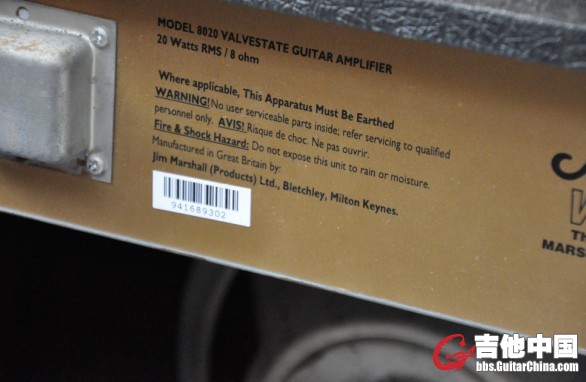 MODEL 8020 VALVESTATE GUITAR AMPLIFIER
20 Watts RMS / 8 ohm
Where applicable, This Apparatus Must be Earthed
WARNING! No user serviceable parts inside; refer servicing to qualified
personnel only. AVIS! Risque de choc. Ne pas ouvrir.
Fire & Shock Hazard: Do not expose this unit to rain or moisture.
Manufactured in Great Britain by:
Jim Marshall (Products) Ltd., Bletchley, Milton Keynes.
941689302
TH
MARS
吉他中国
bbs.GuitarChina.com